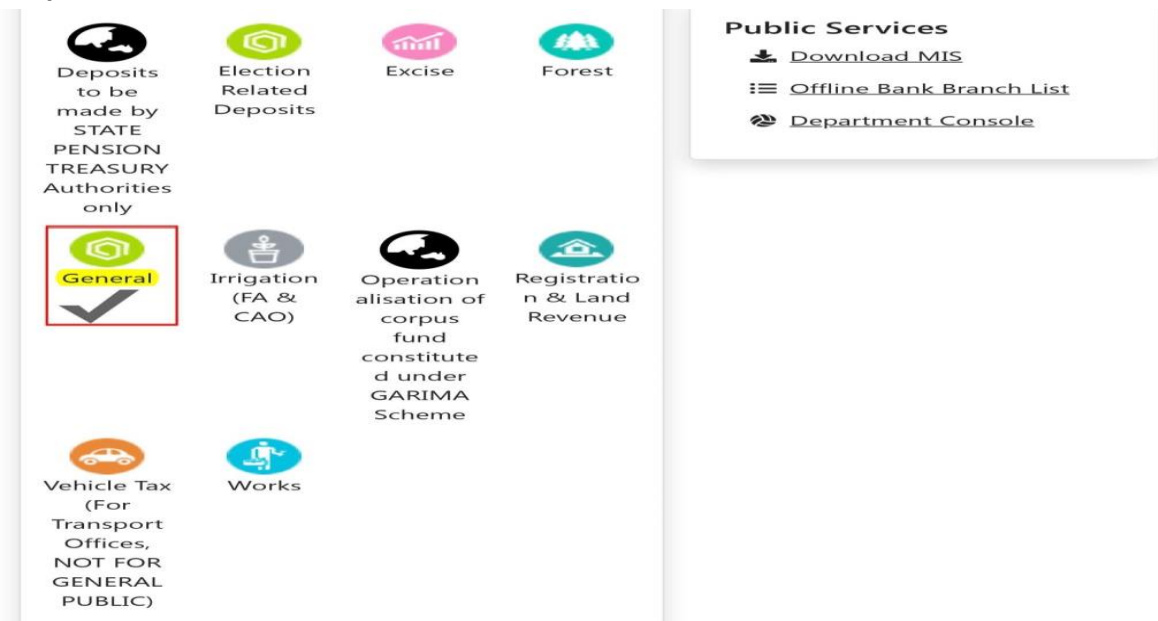 Deposits
to be
made by
STATE
PENSION
TREASURY
Authorities
only
Election
Related
Deposits
Excise
Forest
General
Irrigation
(FA &
CAO)
Operation
alisation of
corpus
fund
constitute
d under
GARIMA
Scheme
Registratio
n & Land
Revenue
Vehicle Tax
(For
Transport
Offices,
NOT FOR
GENERAL
PUBLIC)
Works
Public Services
Download MIS
Offline Bank Branch List
Department Console